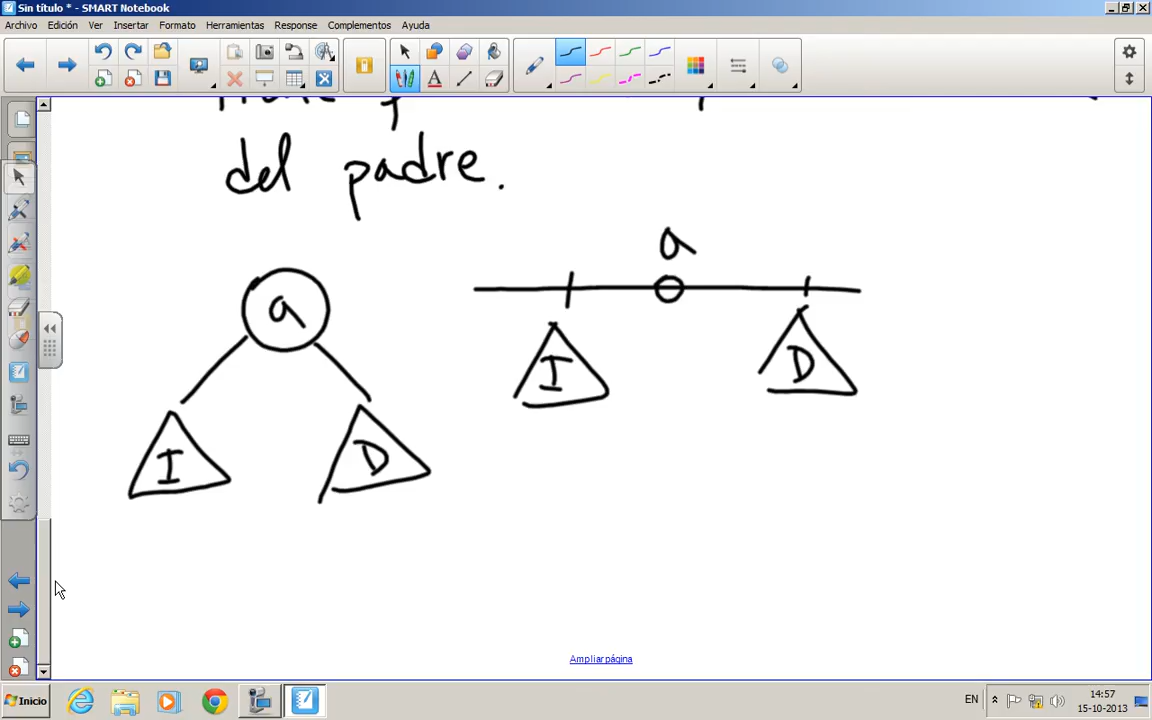 Sin título * - SMART Notebook
Archivo Edición Ver Insertar Formato Herramientas Response Complementos Ayuda
del padre.
a
a
I
D
I
D
Ampliar página
Inicio
EN
14:57
15-10-2013